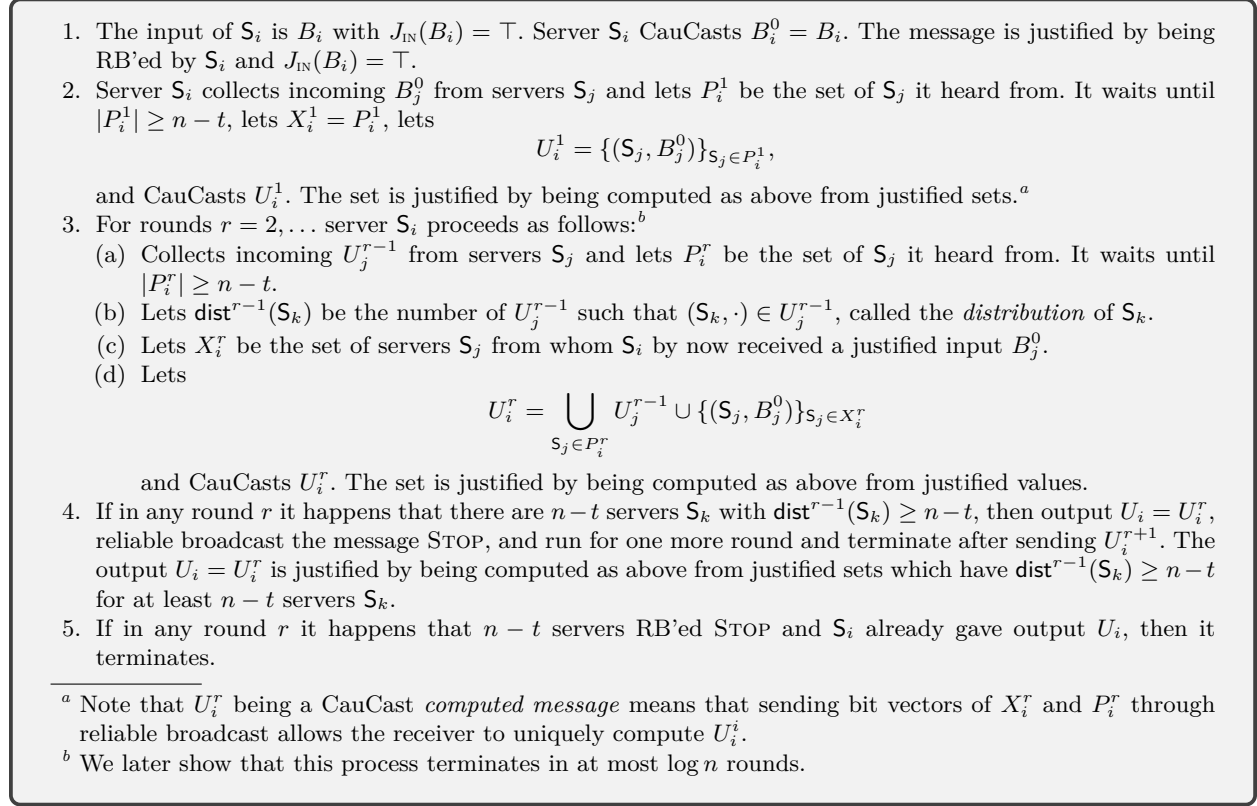 1. The input of S_i is B_i with J_IN(B_i) = ⊤. Server S_i CauCasts B_i^0 = B_i. The message is justified by being
RB'ed by S_i and J_IN(B_i) = ⊤.
2. Server S_i collects incoming B_j^0 from servers S_j and lets P_i^1 be the set of S_j it heard from. It waits until
|P_i^1| ≥ n − t, lets X_i^1 = P_i^1, lets
U_i^1 = {(S_j, B_j^0)}_{S_j∈P_i^1},
and CauCasts U_i^1. The set is justified by being computed as above from justified sets.^a
3. For rounds r = 2, . . . server S_i proceeds as follows:^b
(a) Collects incoming U_j^{r−1} from servers S_j and lets P_i^r be the set of S_j it heard from. It waits until
|P_i^r| ≥ n − t.
(b) Lets dist^{r−1}(S_k) be the number of U_j^{r−1} such that (S_k, ·) ∈ U_j^{r−1}, called the distribution of S_k.
(c) Lets X_i^r be the set of servers S_j from whom S_i by now received a justified input B_j^0.
(d) Lets
U_i^r = ⋃_{S_j∈P_i^r} U_j^{r−1} ∪ {(S_j, B_j^0)}_{S_j∈X_i^r}
and CauCasts U_i^r. The set is justified by being computed as above from justified values.
4. If in any round r it happens that there are n−t servers S_k with dist^{r−1}(S_k) ≥ n−t, then output U_i = U_i^r,
reliable broadcast the message STOP, and run for one more round and terminate after sending U_i^{r+1}. The
output U_i = U_i^r is justified by being computed as above from justified sets which have dist^{r−1}(S_k) ≥ n−t
for at least n − t servers S_k.
5. If in any round r it happens that n − t servers RB'ed STOP and S_i already gave output U_i, then it
terminates.
^a Note that U_i^r being a CauCast computed message means that sending bit vectors of X_i^r and P_i^r through
reliable broadcast allows the receiver to uniquely compute U_i^i.
^b We later show that this process terminates in at most log n rounds.